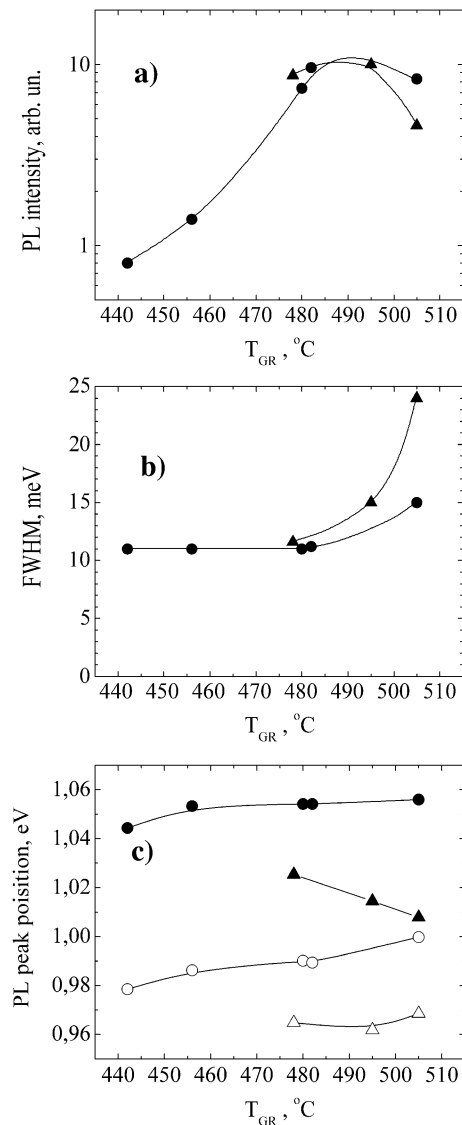 a)
PL intensity, arb. un.
10
1
440 450 460 470 480 490 500 510
T_GR , °C
b)
FWHM, meV
25
20
15
10
5
0
440 450 460 470 480 490 500 510
T_GR , °C
c)
PL peak poisition, eV
1,06
1,04
1,02
1,00
0,98
0,96
440 450 460 470 480 490 500 510
T_GR , °C